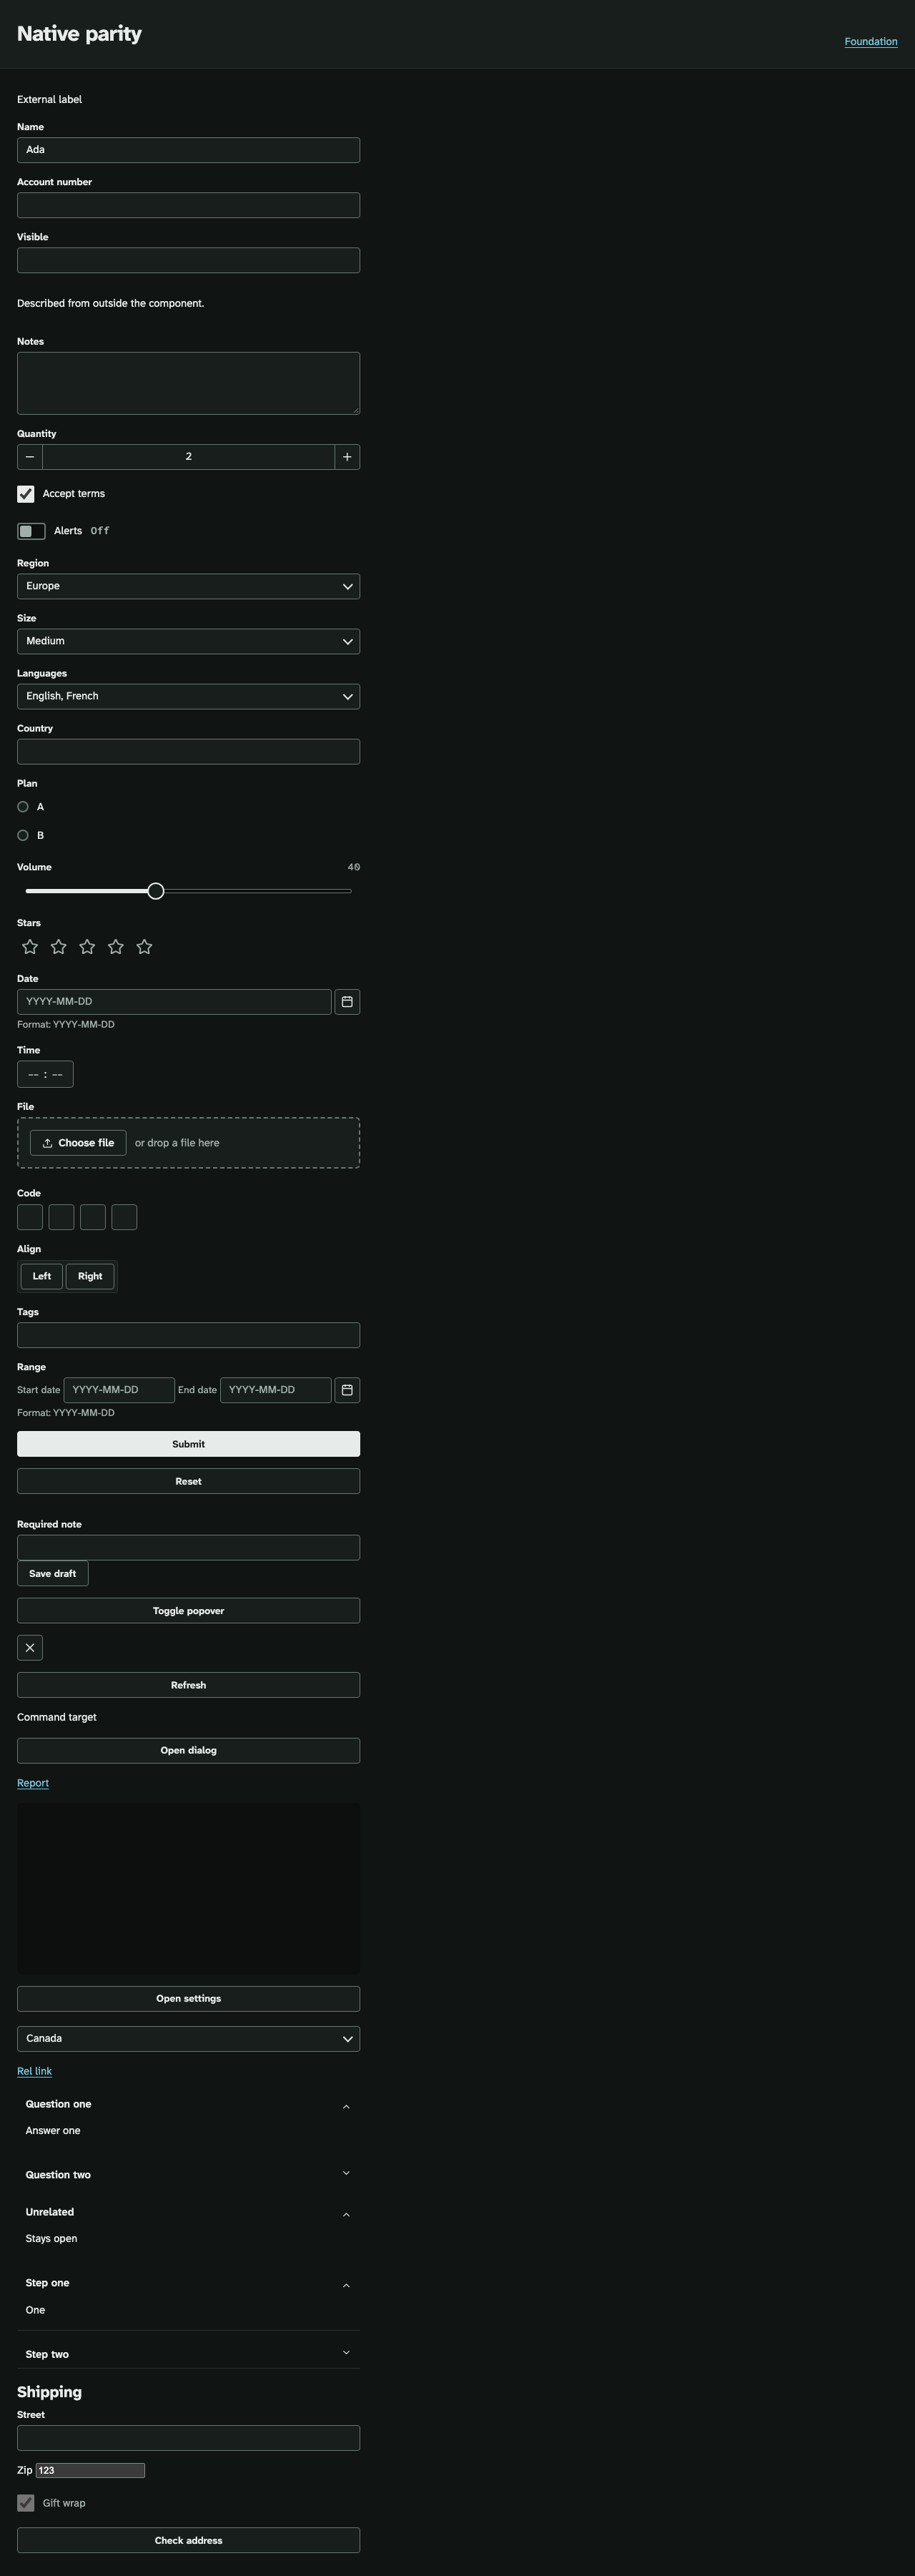 Native parity
Foundation
External label
Name
Ada
Account number
Visible
Described from outside the component.
Notes
Quantity
2
Accept terms
Alerts Off
Region
Europe
Size
Medium
Languages
English, French
Country
Plan
A
B
Volume 40
Stars
Date
YYYY-MM-DD
Format: YYYY-MM-DD
Time
-- : --
File
Choose file or drop a file here
Code
Align
Left Right
Tags
Range
Start date YYYY-MM-DD End date YYYY-MM-DD
Format: YYYY-MM-DD
Submit
Reset
Required note
Save draft
Toggle popover
Refresh
Command target
Open dialog
Report
Open settings
Canada
Rel link
Question one
Answer one
Question two
Unrelated
Stays open
Step one
One
Step two
Shipping
Street
Zip 123
Gift wrap
Check address